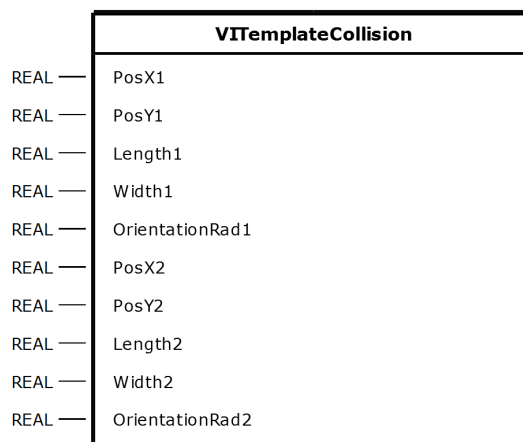 VITemplateCollision
REAL PosX1
REAL PosY1
REAL Length1
REAL Width1
REAL OrientationRad1
REAL PosX2
REAL PosY2
REAL Length2
REAL Width2
REAL OrientationRad2